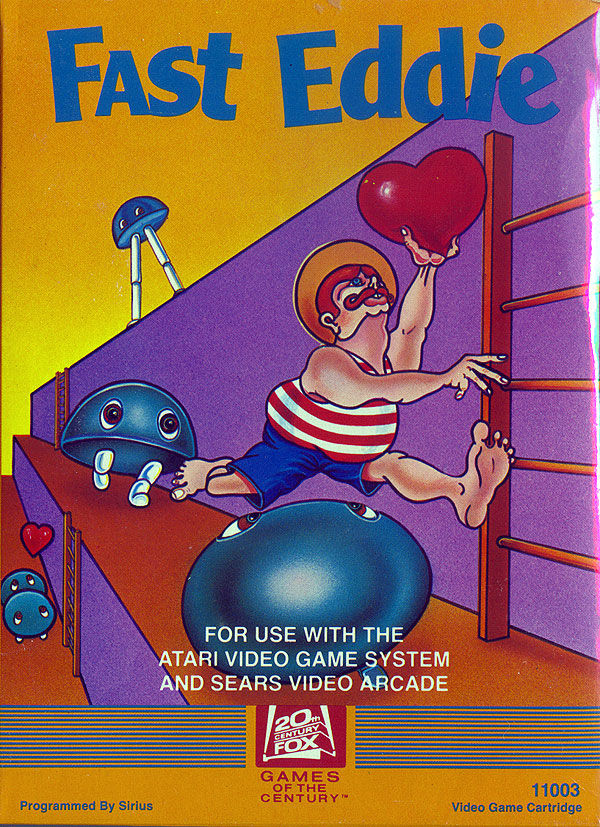 FAST Eddie
FOR USE WITH THE
ATARI VIDEO GAME SYSTEM
AND SEARS VIDEO ARCADE
20th
CENTURY
FOX
GAMES
OF THE
CENTURY™
Programmed By Sirius
11003
Video Game Cartridge